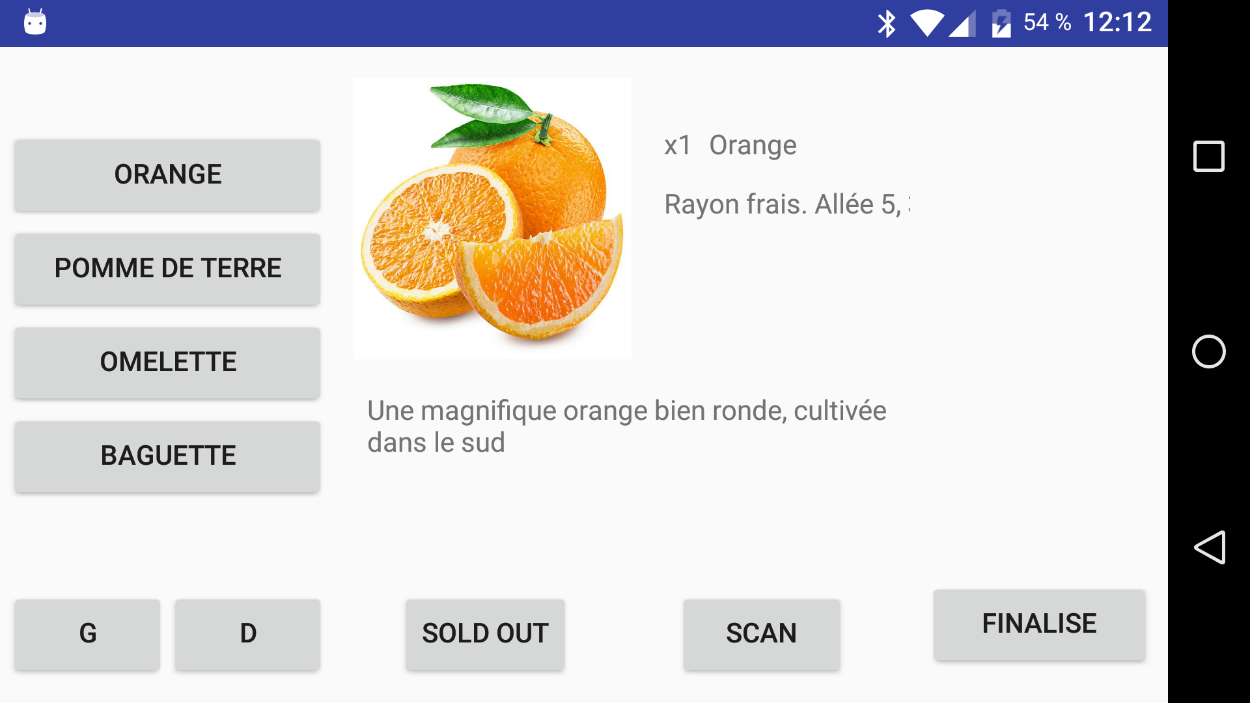 54 % 12:12
ORANGE
POMME DE TERRE
OMELETTE
BAGUETTE
x1 Orange
Rayon frais. Allée 5,
Une magnifique orange bien ronde, cultivée
dans le sud
G
D
SOLD OUT
SCAN
FINALISE